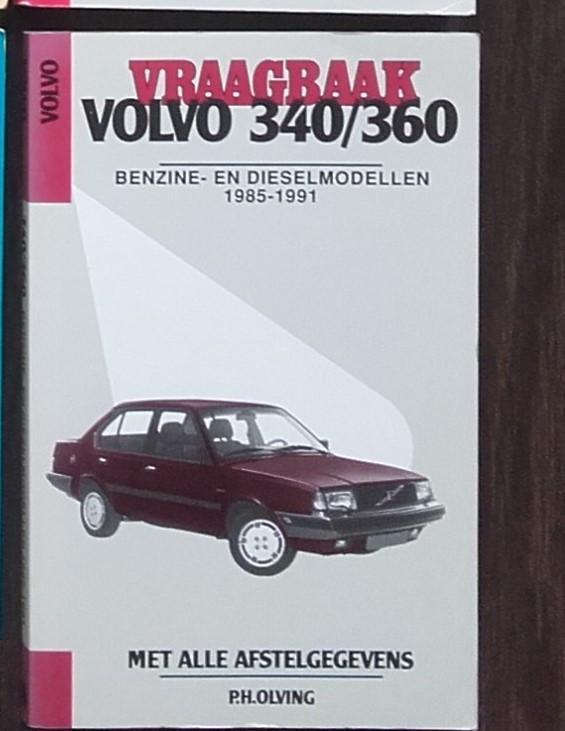 VOLVO
VRAAGBAAK
VOLVO 340/360
BENZINE- EN DIESELMODELLEN
1985-1991
MET ALLE AFSTELGEGEVENS
P.H.OLVING